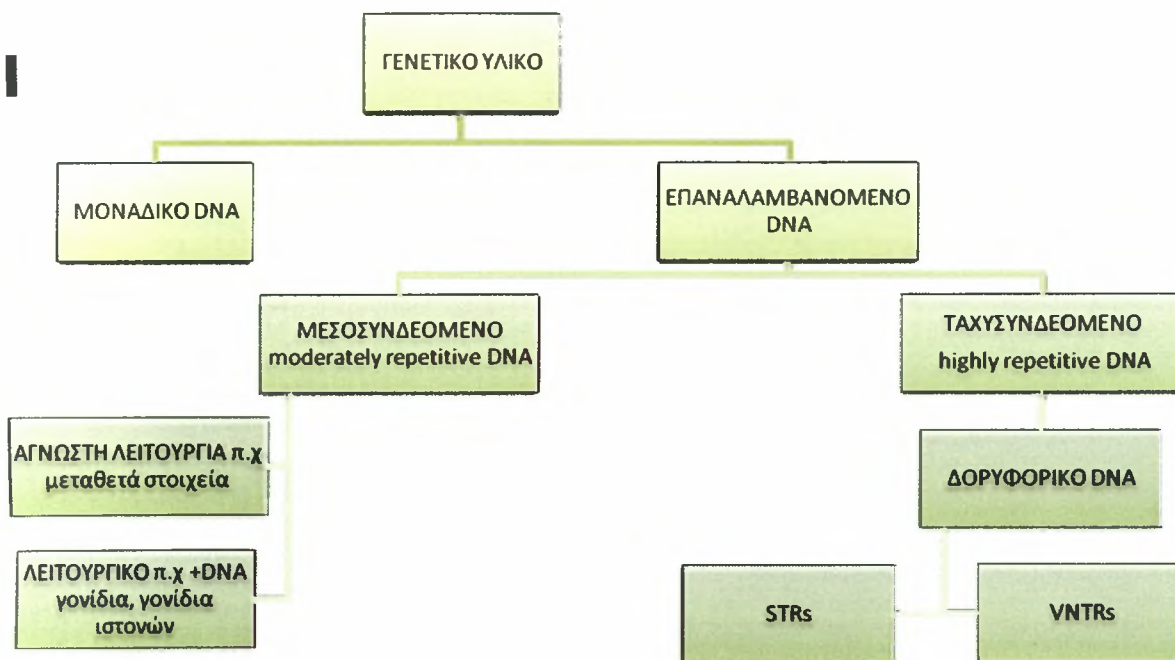 ΓΕΝΕΤΙΚΟ ΥΛΙΚΟ
ΜΟΝΑΔΙΚΟ DNA
ΕΠΑΝΑΛΑΜΒΑΝΟΜΕΝΟ
DNA
ΜΕΣΟΣΥΝΔΕΟΜΕΝΟ
moderately repetitive DNA
ΤΑΧΥΣΥΝΔΕΟΜΕΝΟ
highly repetitive DNA
ΑΓΝΩΣΤΗ ΛΕΙΤΟΥΡΓΙΑ π.χ
μεταθετά στοιχεία
ΔΟΡΥΦΟΡΙΚΟ DNA
ΛΕΙΤΟΥΡΓΙΚΟ π.χ +DNA
γονίδια, γονίδια
ιστονών
STRs
VNTRs